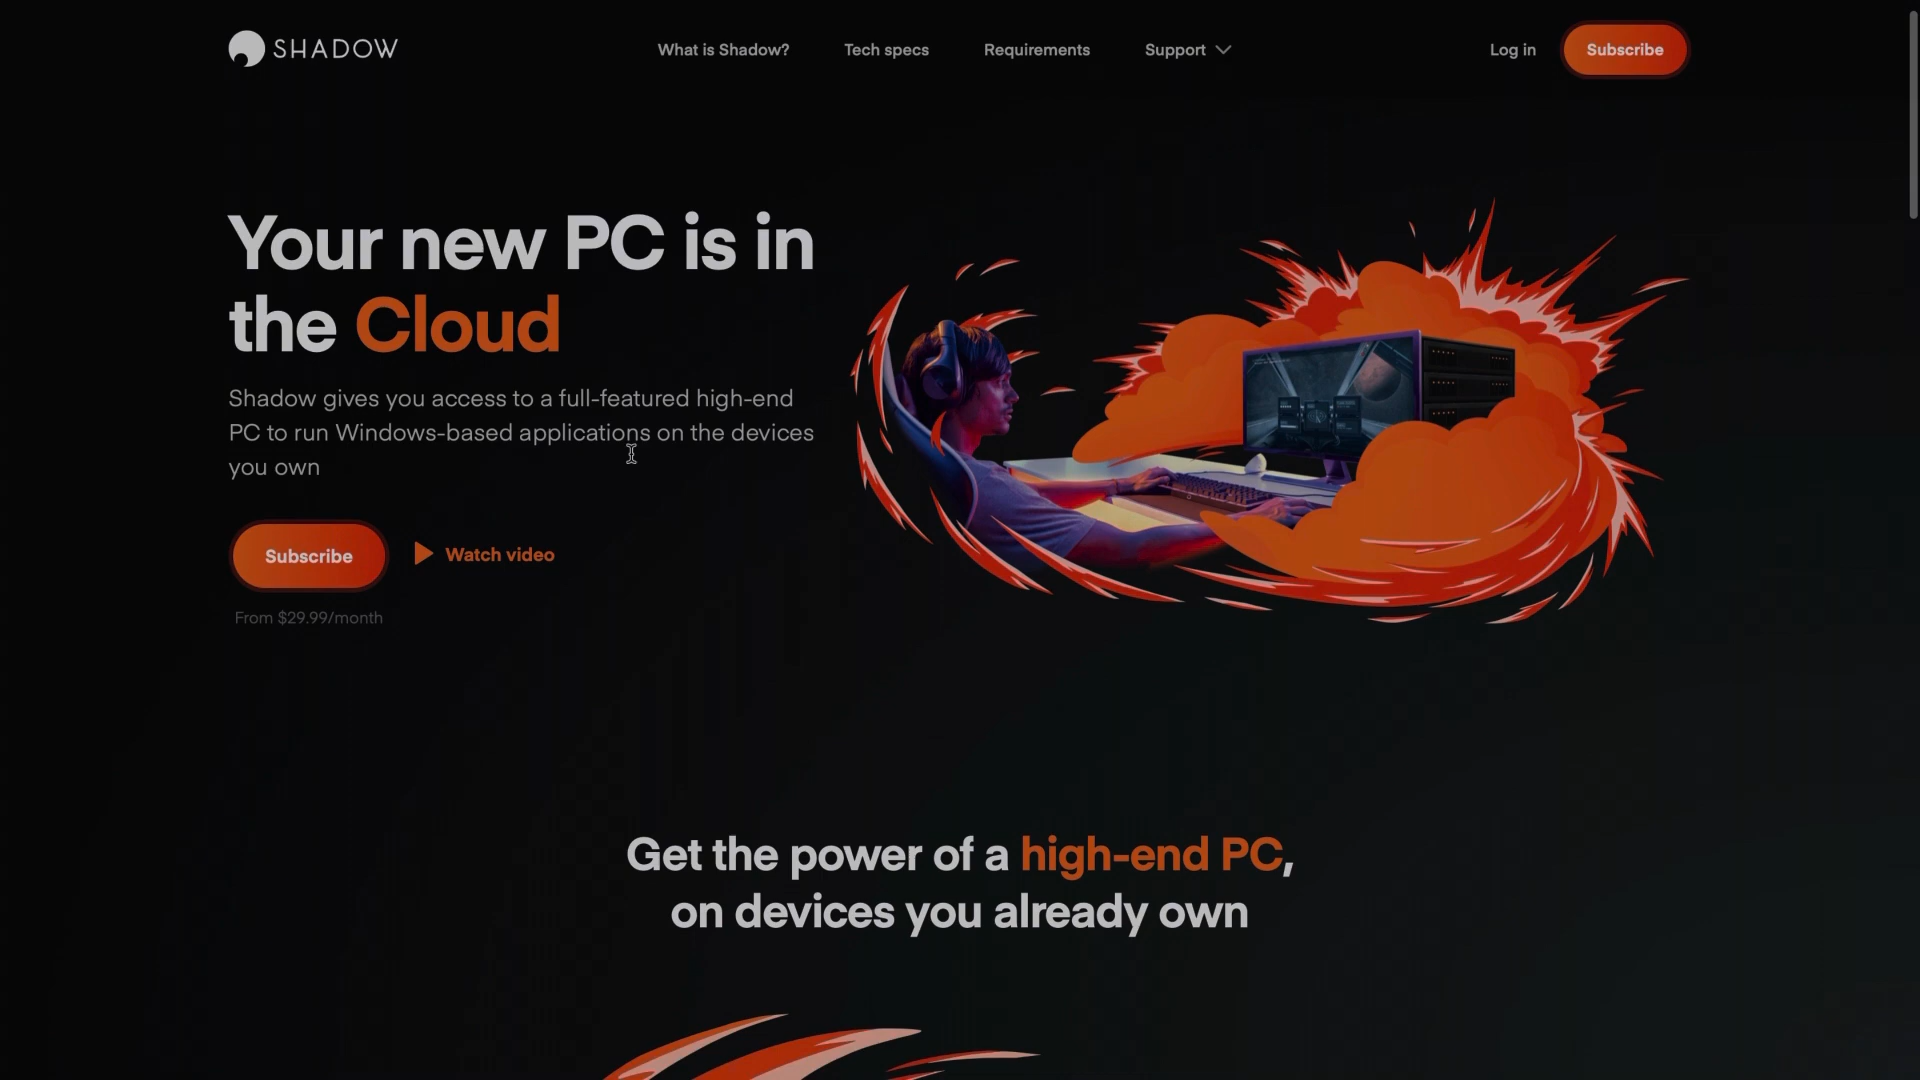 SHADOW
What is Shadow?
Tech specs
Requirements
Support
Log in
Subscribe
Your new PC is in
the Cloud
Shadow gives you access to a full-featured high-end
PC to run Windows-based applications on the devices
you own
Subscribe
Watch video
From $29.99/month
Get the power of a high-end PC,
on devices you already own